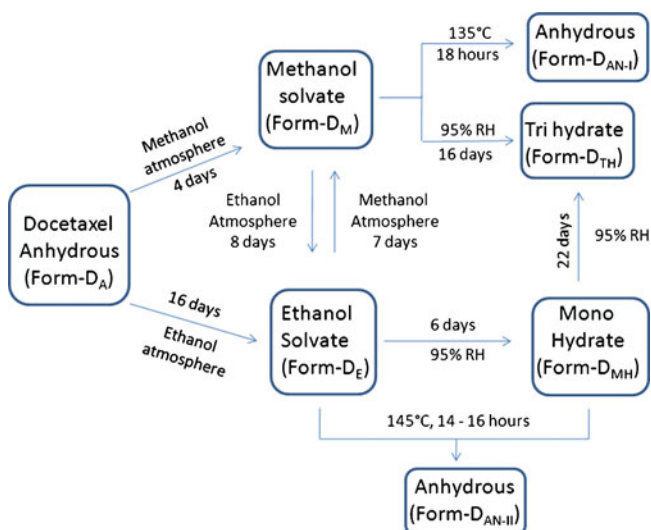 135°C
18 hours
Anhydrous
(Form-D_AN-I)
Methanol
solvate
(Form-D_M)
95% RH
16 days
Tri hydrate
(Form-D_TH)
Methanol
atmosphere
4 days
Ethanol
Atmosphere
8 days
Methanol
Atmosphere
7 days
22 days
95% RH
Docetaxel
Anhydrous
(Form-D_A)
16 days
Ethanol
atmosphere
Ethanol
Solvate
(Form-D_E)
6 days
95% RH
Mono
Hydrate
(Form-D_MH)
145°C, 14 - 16 hours
Anhydrous
(Form-D_AN-II)